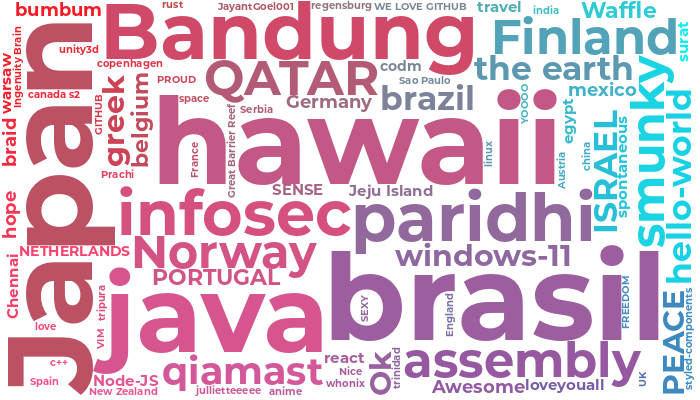 bumbum
rust
JayantGoel001
regensburg
WE LOVE GITHUB
travel
india
Waffle
Bandung
Finland
surat
Ingenuity Brain
unity3d
copenhagen
QATAR
codm
the earth
warsaw
canada s2
PROUD
Sao Paulo
Germany
brazil
mexico
Japan
GITHUB
greek
belgium
space
Serbia
hawaii
YOOOO
egypt
smunky
braid
Prachi
France
Great Barrier Reef
linux
Austria
china
ISRAEL
spontaneous
hello-world
SENSE
Jeju Island
hope
infosec
paridhi
NETHERLANDS
Norway
windows-11
Chennai
PORTUGAL
brasil
java
tripura
VIM
love
SEXY
England
FREEDOM
PEACE
styled-components
c++
Spain
qiamast
react
Nice
whonix
Ok
trinidad
assembly
UK
Node-JS
New Zealand
jullietteeeee
anime
Awesome
loveyouall